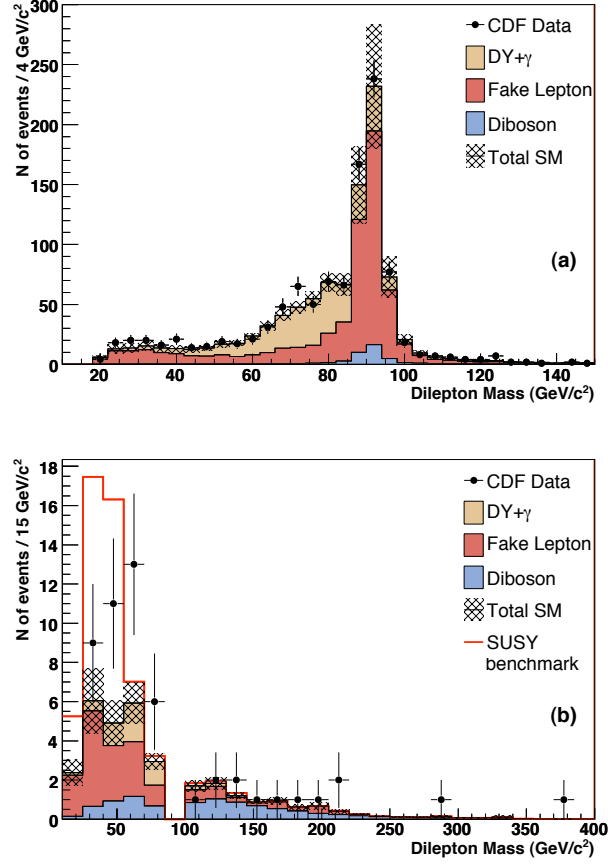 N of events / 4 GeV/c²
300
250
200
150
100
50
0
CDF Data
DY+γ
Fake Lepton
Diboson
Total SM
(a)
20 40 60 80 100 120 140
Dilepton Mass (GeV/c²)
N of events / 15 GeV/c²
18
16
14
12
10
8
6
4
2
0
CDF Data
DY+γ
Fake Lepton
Diboson
Total SM
SUSY
benchmark
(b)
50 100 150 200 250 300 350 400
Dilepton Mass (GeV/c²)